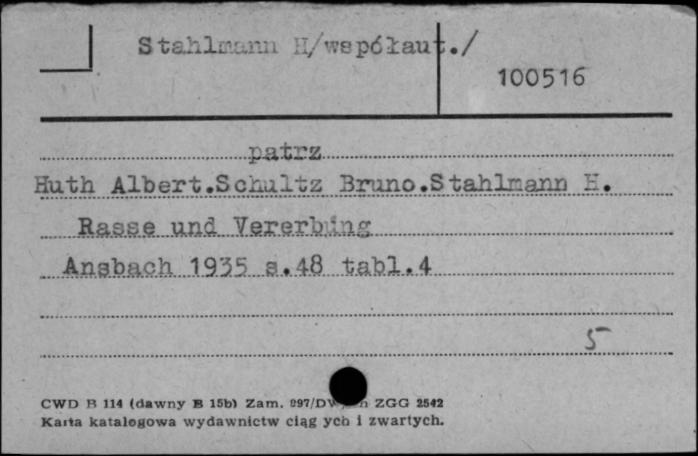 Stahlmann H/współaut./
100516
patrz
Huth Albert.Schultz Bruno.Stahlmann H.
Rasse und Vererbung
Ansbach 1935 s.48 tabl.4
5
CWD B 114 (dawny B 15b) Zam. 997/ ZGG 2542
Karta katalogowa wydawnictw ciąg ych i zwartych.